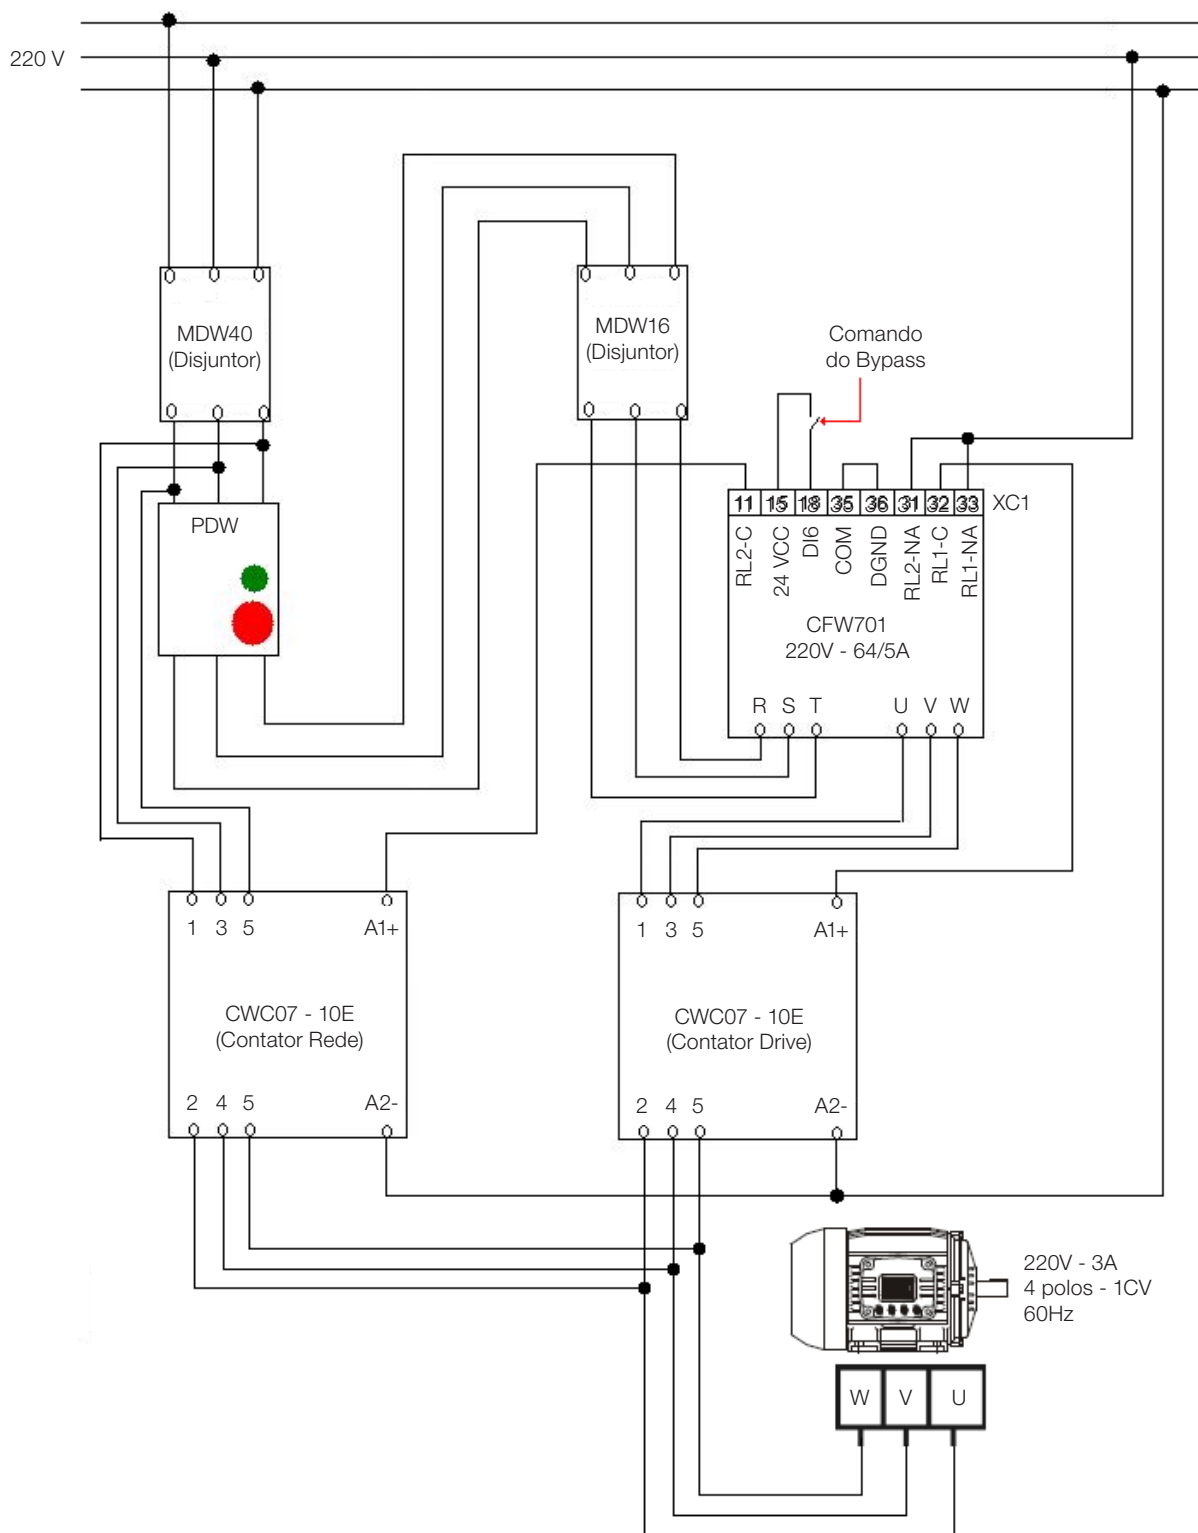 220 V
MDW40
(Disjuntor)
MDW16
(Disjuntor)
Comando
do Bypass
11 15 18 35 36 31 32 33 XC1
RL2-C
24 VCC
DI6
COM
DGND
RL2-NA
RL1-C
RL1-NA
PDW
CFW701
220V - 64/5A
R S T U V W
1 3 5 A1+
1 3 5 A1+
CWC07 - 10E
(Contator Rede)
CWC07 - 10E
(Contator Drive)
2 4 5 A2-
2 4 5 A2-
220V - 3A
4 polos - 1CV
60Hz
W V U